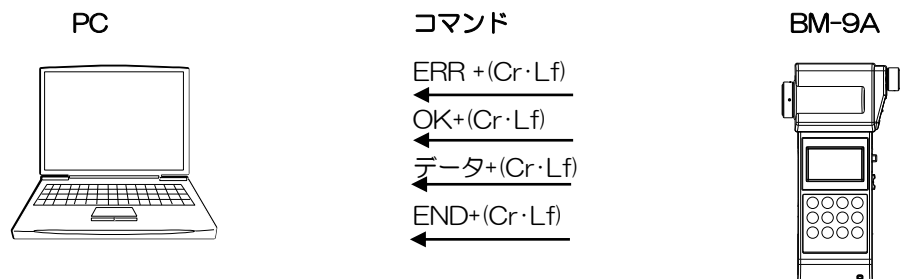 PC
コマンド
BM-9A
ERR +(Cr･Lf)
OK+(Cr･Lf)
データ+(Cr･Lf)
END+(Cr･Lf)